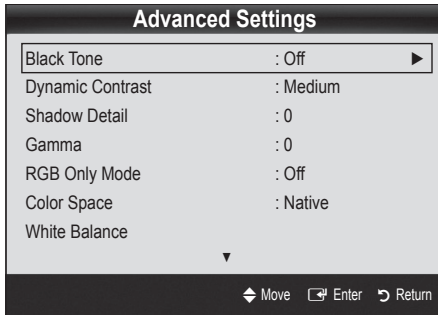 Advanced Settings
Black Tone : Off ►
Dynamic Contrast : Medium
Shadow Detail : 0
Gamma : 0
RGB Only Mode : Off
Color Space : Native
White Balance
▼
Move Enter Return